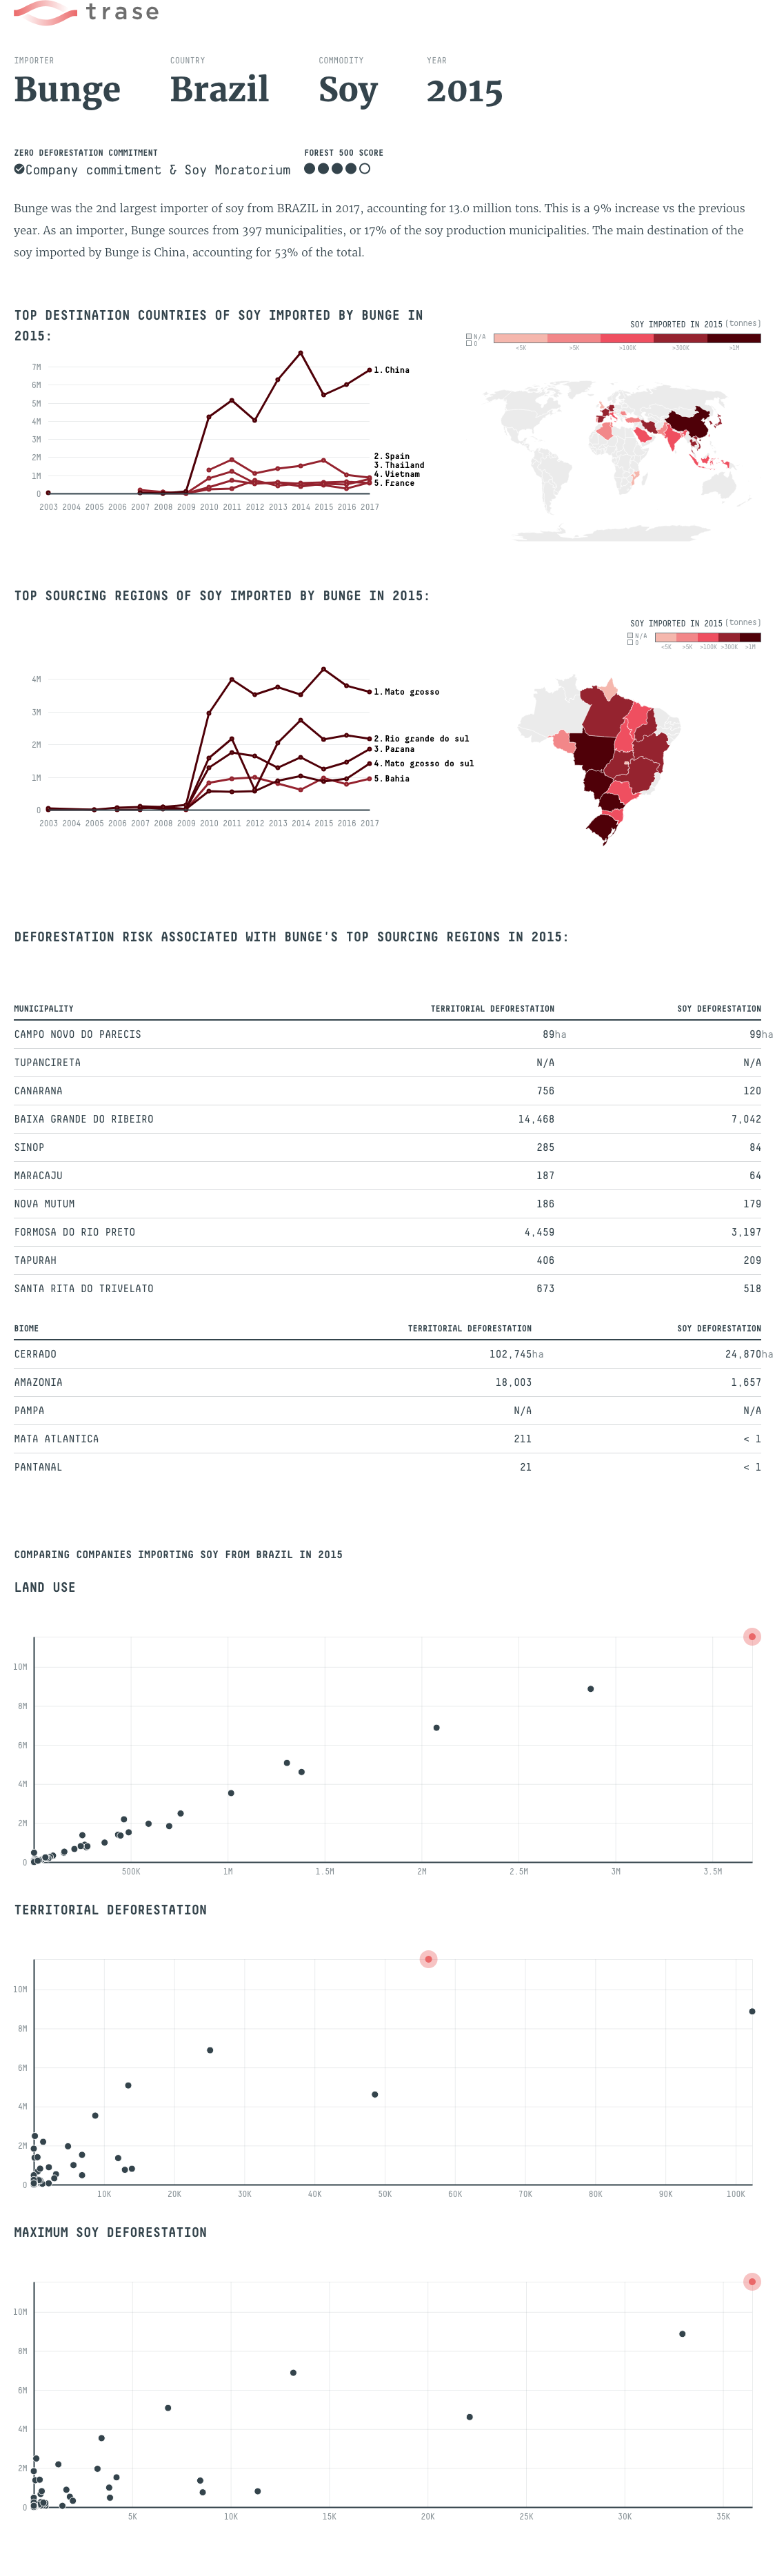 trase
IMPORTER COUNTRY COMMODITY YEAR
Bunge Brazil Soy 2015
ZERO DEFORESTATION COMMITMENT FOREST 500 SCORE
Company commitment & Soy Moratorium
Bunge was the 2nd largest importer of soy from BRAZIL in 2017, accounting for 13.0 million tons. This is a 9% increase vs the previous
year. As an importer, Bunge sources from 397 municipalities, or 17% of the soy production municipalities. The main destination of the
soy imported by Bunge is China, accounting for 53% of the total.
TOP DESTINATION COUNTRIES OF SOY IMPORTED BY BUNGE IN
2015:
SOY IMPORTED IN 2015 (tonnes)
N/A
0
<5K >5K >100K >300K >1M
7M
6M
5M
4M
3M
2M
1M
0
1.China
2.Spain
3.Thailand
4.Vietnam
5.France
2003 2004 2005 2006 2007 2008 2009 2010 2011 2012 2013 2014 2015 2016 2017
TOP SOURCING REGIONS OF SOY IMPORTED BY BUNGE IN 2015:
SOY IMPORTED IN 2015 (tonnes)
N/A
0
<5K >5K >100K >300K >1M
4M
3M
2M
1M
0
1.Mato grosso
2.Rio grande do sul
3.Parana
4.Mato grosso do sul
5.Bahia
2003 2004 2005 2006 2007 2008 2009 2010 2011 2012 2013 2014 2015 2016 2017
DEFORESTATION RISK ASSOCIATED WITH BUNGE'S TOP SOURCING REGIONS IN 2015:
MUNICIPALITY TERRITORIAL DEFORESTATION SOY DEFORESTATION
CAMPO NOVO DO PARECIS 89ha 99ha
TUPANCIRETA N/A N/A
CANARANA 756 120
BAIXA GRANDE DO RIBEIRO 14,468 7,042
SINOP 285 84
MARACAJU 187 64
NOVA MUTUM 186 179
FORMOSA DO RIO PRETO 4,459 3,197
TAPURAH 406 209
SANTA RITA DO TRIVELATO 673 518
BIOME TERRITORIAL DEFORESTATION SOY DEFORESTATION
CERRADO 102,745ha 24,870ha
AMAZONIA 18,003 1,657
PAMPA N/A N/A
MATA ATLANTICA 211 < 1
PANTANAL 21 < 1
COMPARING COMPANIES IMPORTING SOY FROM BRAZIL IN 2015
LAND USE
10M
8M
6M
4M
2M
0
500K 1M 1.5M 2M 2.5M 3M 3.5M
TERRITORIAL DEFORESTATION
10M
8M
6M
4M
2M
0
10K 20K 30K 40K 50K 60K 70K 80K 90K 100K
MAXIMUM SOY DEFORESTATION
10M
8M
6M
4M
2M
0
5K 10K 15K 20K 25K 30K 35K